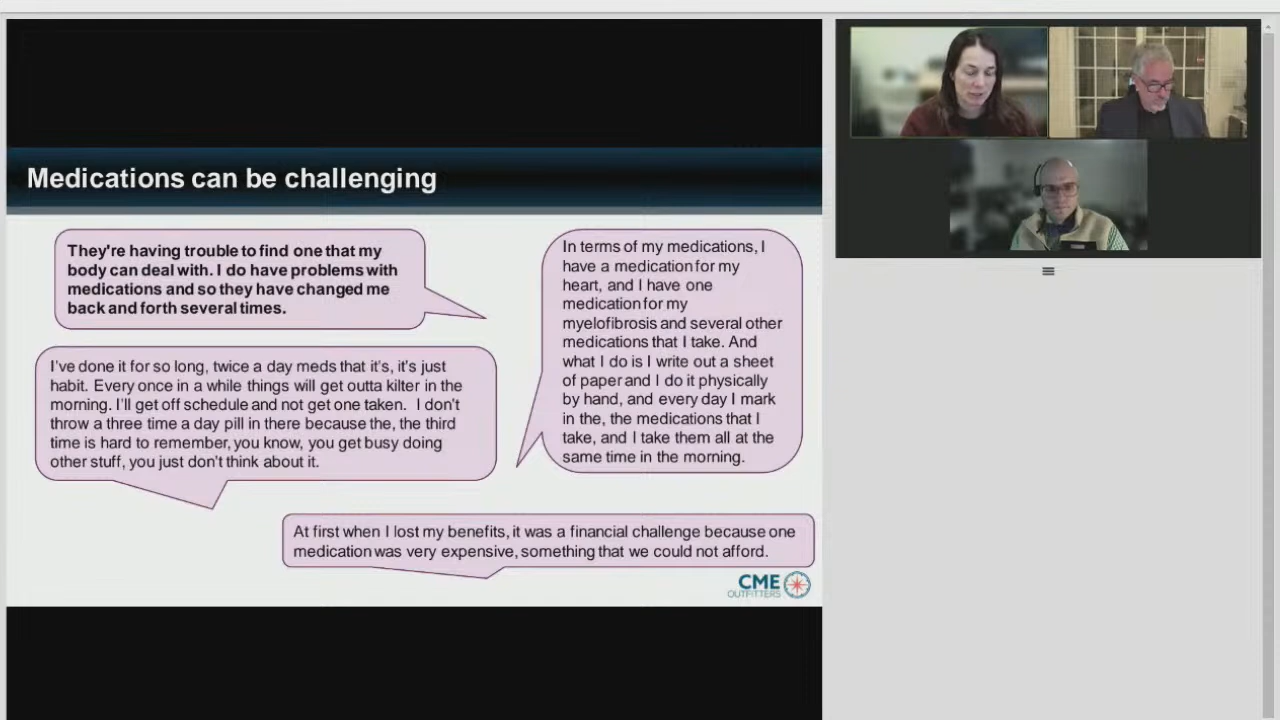 Medications can be challenging
They're having trouble to find one that my
body can deal with. I do have problems with
medications and so they have changed me
back and forth several times.
In terms of my medications, I
have a medication for my
heart, and I have one
medication for my
myelofibrosis and several other
medications that I take. And
what I do is I write out a sheet
of paper and I do it physically
by hand, and every day I mark
in the, the medications that I
take, and I take them all at the
same time in the morning.
I've done it for so long, twice a day meds that it's, it's just
habit. Every once in a while things will get outta kilter in the
morning. I'll get off schedule and not get one taken. I don't
throw a three time a day pill in there because the, the third
time is hard to remember, you know, you get busy doing
other stuff, you just don't think about it.
At first when I lost my benefits, it was a financial challenge because one
medication was very expensive, something that we could not afford.
CME
OUTFITTERS